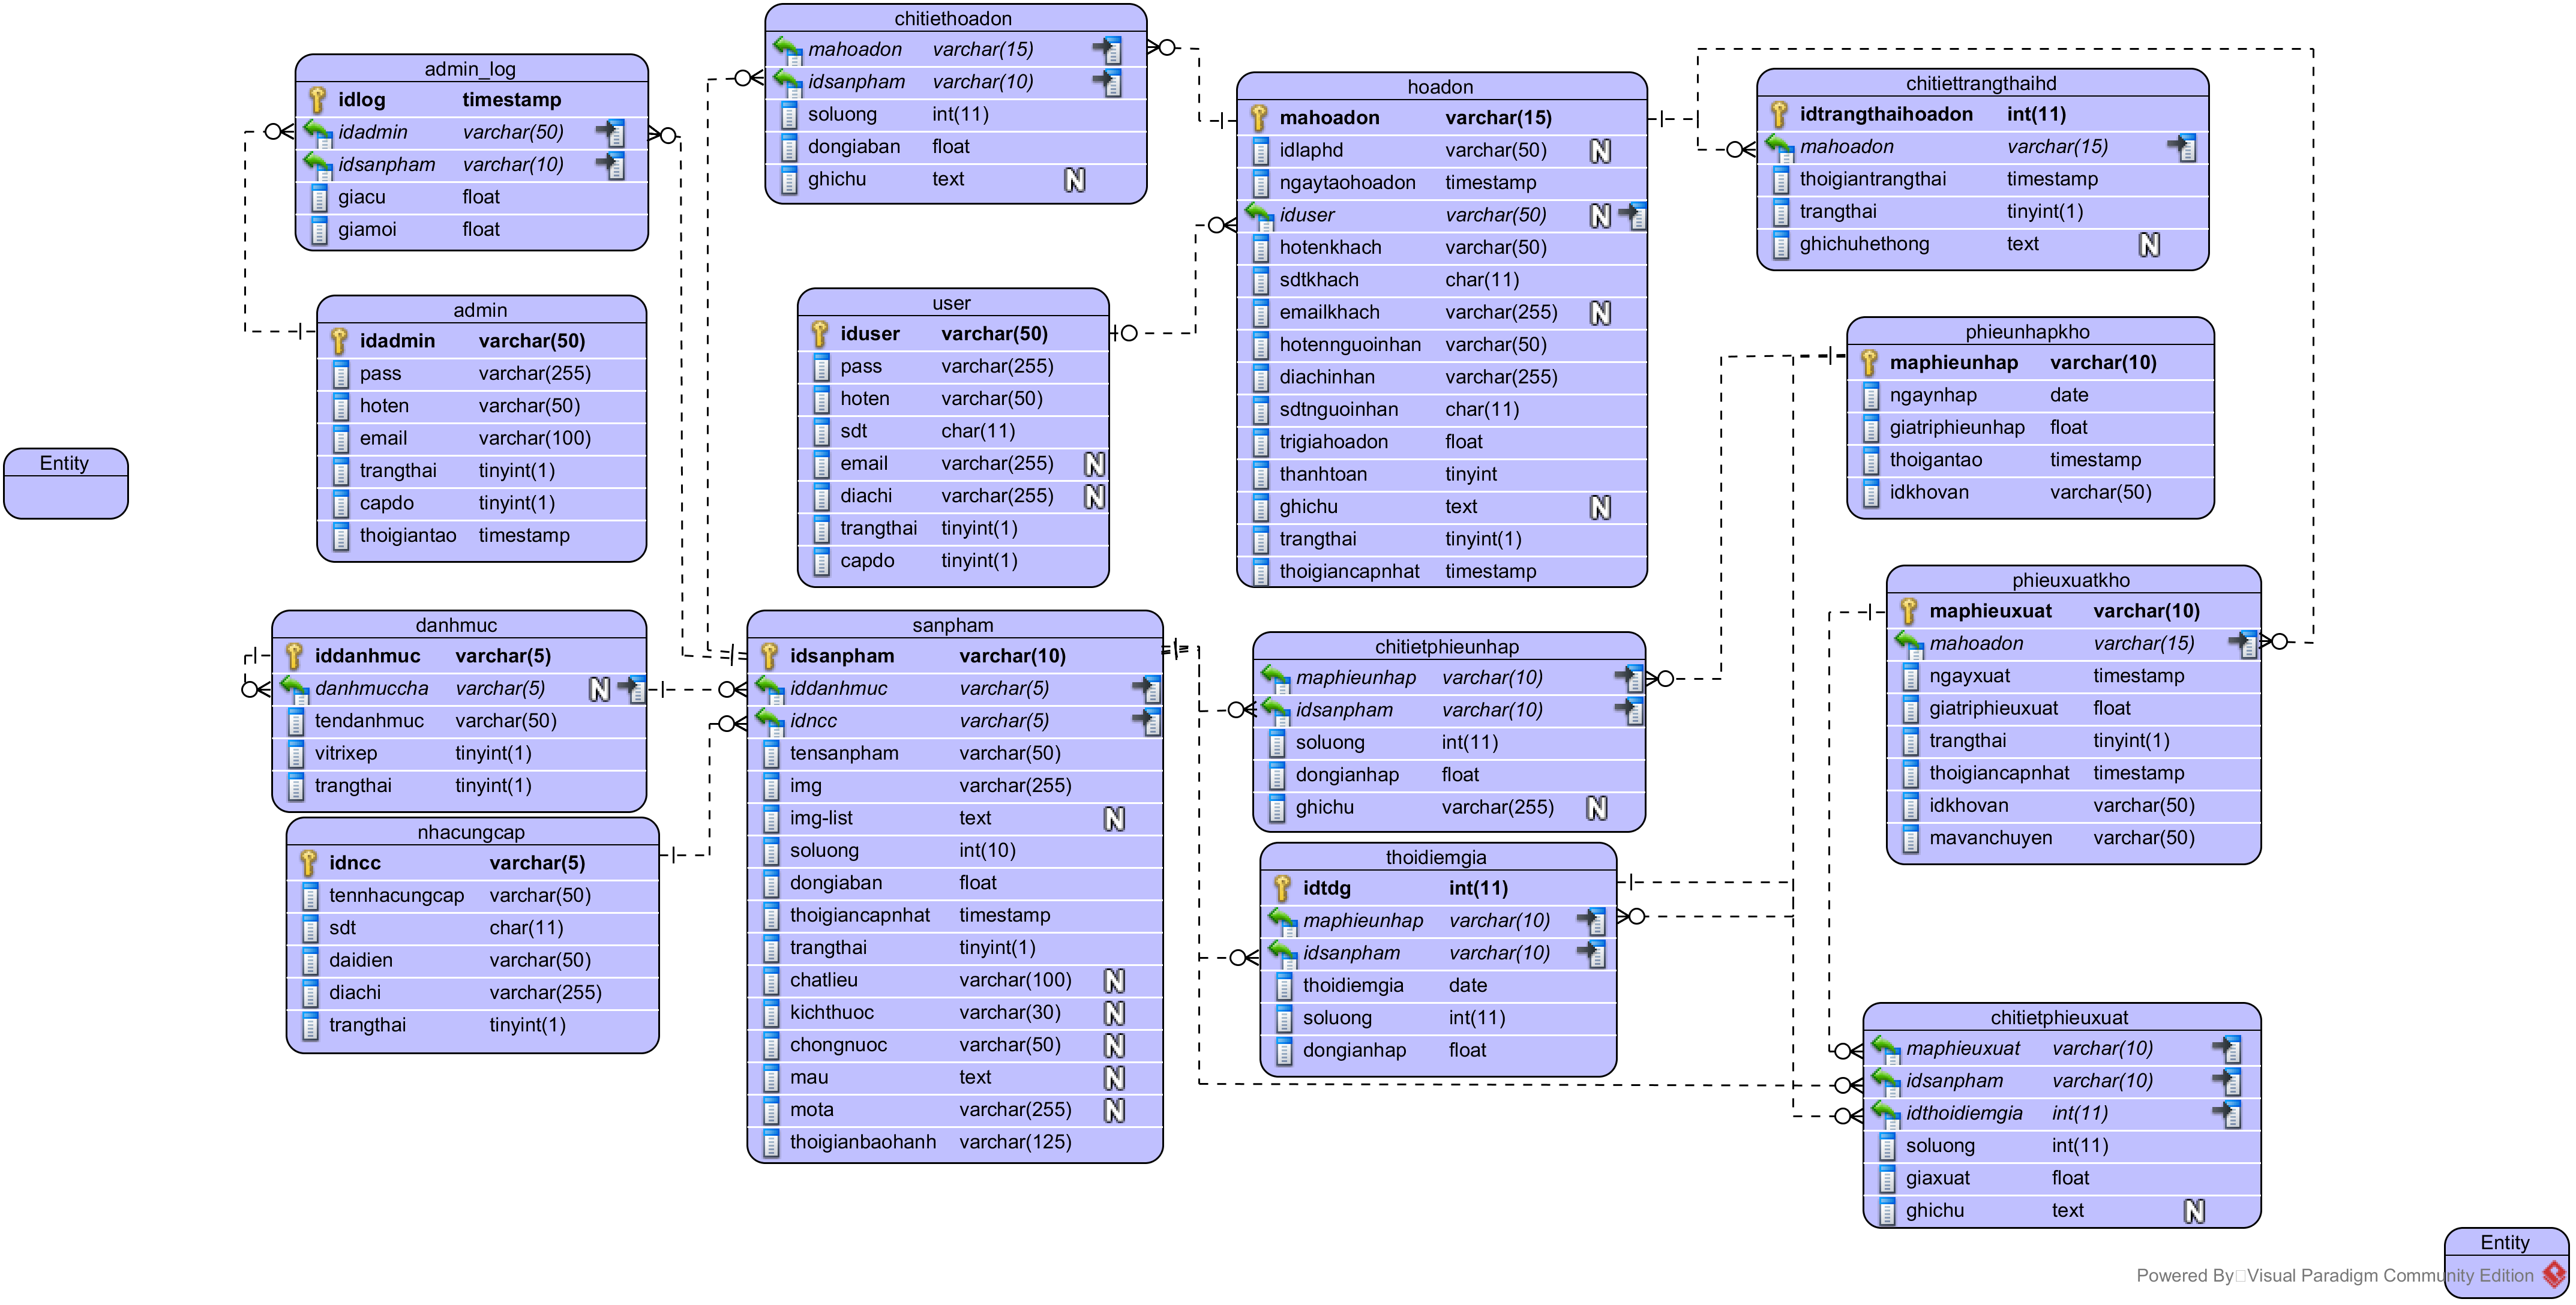 chitiethoadon
mahoadon varchar(15)
idsanpham varchar(10)
soluong int(11)
dongiaban float
ghichu text N
admin_log
idlog timestamp
idadmin varchar(50)
idsanpham varchar(10)
giacu float
giamoi float
hoadon
mahoadon varchar(15)
idlaphd varchar(50) N
ngaytaohoadon timestamp
iduser varchar(50) N
hotenkhach varchar(50)
sdtkhach char(11)
emailkhach varchar(255) N
hotennguoinhan varchar(50)
diachinhan varchar(255)
sdtnguoinhan char(11)
trigiahoadon float
thanhtoan tinyint
ghichu text N
trangthai tinyint(1)
thoigiancapnhat timestamp
chitiettrangthaihd
idtrangthaihoadon int(11)
mahoadon varchar(15)
thoigiantrangthai timestamp
trangthai tinyint(1)
ghichuhethong text N
admin
idadmin varchar(50)
pass varchar(255)
hoten varchar(50)
email varchar(100)
trangthai tinyint(1)
capdo tinyint(1)
thoigiantao timestamp
user
iduser varchar(50)
pass varchar(255)
hoten varchar(50)
sdt char(11)
email varchar(255) N
diachi varchar(255) N
trangthai tinyint(1)
capdo tinyint(1)
phieunhapkho
maphieunhap varchar(10)
ngaynhap date
giatriphieunhap float
thoigantao timestamp
idkhovan varchar(50)
Entity
danhmuc
iddanhmuc varchar(5)
danhmuccha varchar(5) N
tendanhmuc varchar(50)
vitrixep tinyint(1)
trangthai tinyint(1)
sanpham
idsanpham varchar(10)
iddanhmuc varchar(5)
idncc varchar(5)
tensanpham varchar(50)
img varchar(255)
img-list text N
soluong int(10)
dongiaban float
thoigiancapnhat timestamp
trangthai tinyint(1)
chatlieu varchar(100) N
kichthuoc varchar(30) N
chongnuoc varchar(50) N
mau text N
mota varchar(255) N
thoigianbaohanh varchar(125)
chitietphieunhap
maphieunhap varchar(10)
idsanpham varchar(10)
soluong int(11)
dongianhap float
ghichu varchar(255) N
phieuxuatkho
maphieuxuat varchar(10)
mahoadon varchar(15)
ngayxuat timestamp
giatriphieuxuat float
trangthai tinyint(1)
thoigiancapnhat timestamp
idkhovan varchar(50)
mavanchuyen varchar(50)
nhacungcap
idncc varchar(5)
tennhacungcap varchar(50)
sdt char(11)
daidien varchar(50)
diachi varchar(255)
trangthai tinyint(1)
thoidiemgia
idtdg int(11)
maphieunhap varchar(10)
idsanpham varchar(10)
thoidiemgia date
soluong int(11)
dongianhap float
chitietphieuxuat
maphieuxuat varchar(10)
idsanpham varchar(10)
idthoidiemgia int(11)
soluong int(11)
giaxuat float
ghichu text N
Entity
Powered By Visual Paradigm Community Edition